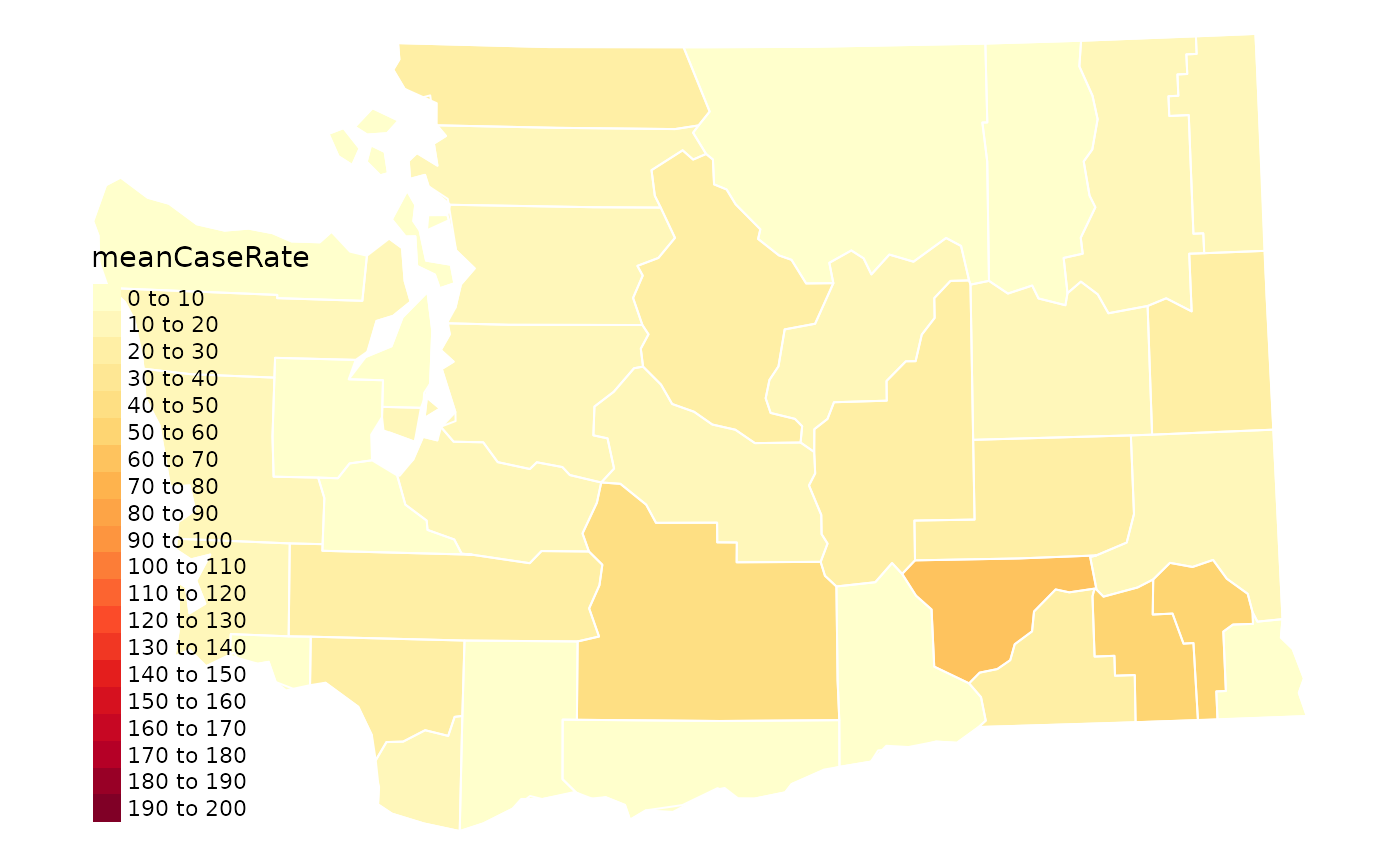 meanCaseRate
0 to 10
10 to 20
20 to 30
30 to 40
40 to 50
50 to 60
60 to 70
70 to 80
80 to 90
90 to 100
100 to 110
110 to 120
120 to 130
130 to 140
140 to 150
150 to 160
160 to 170
170 to 180
180 to 190
190 to 200